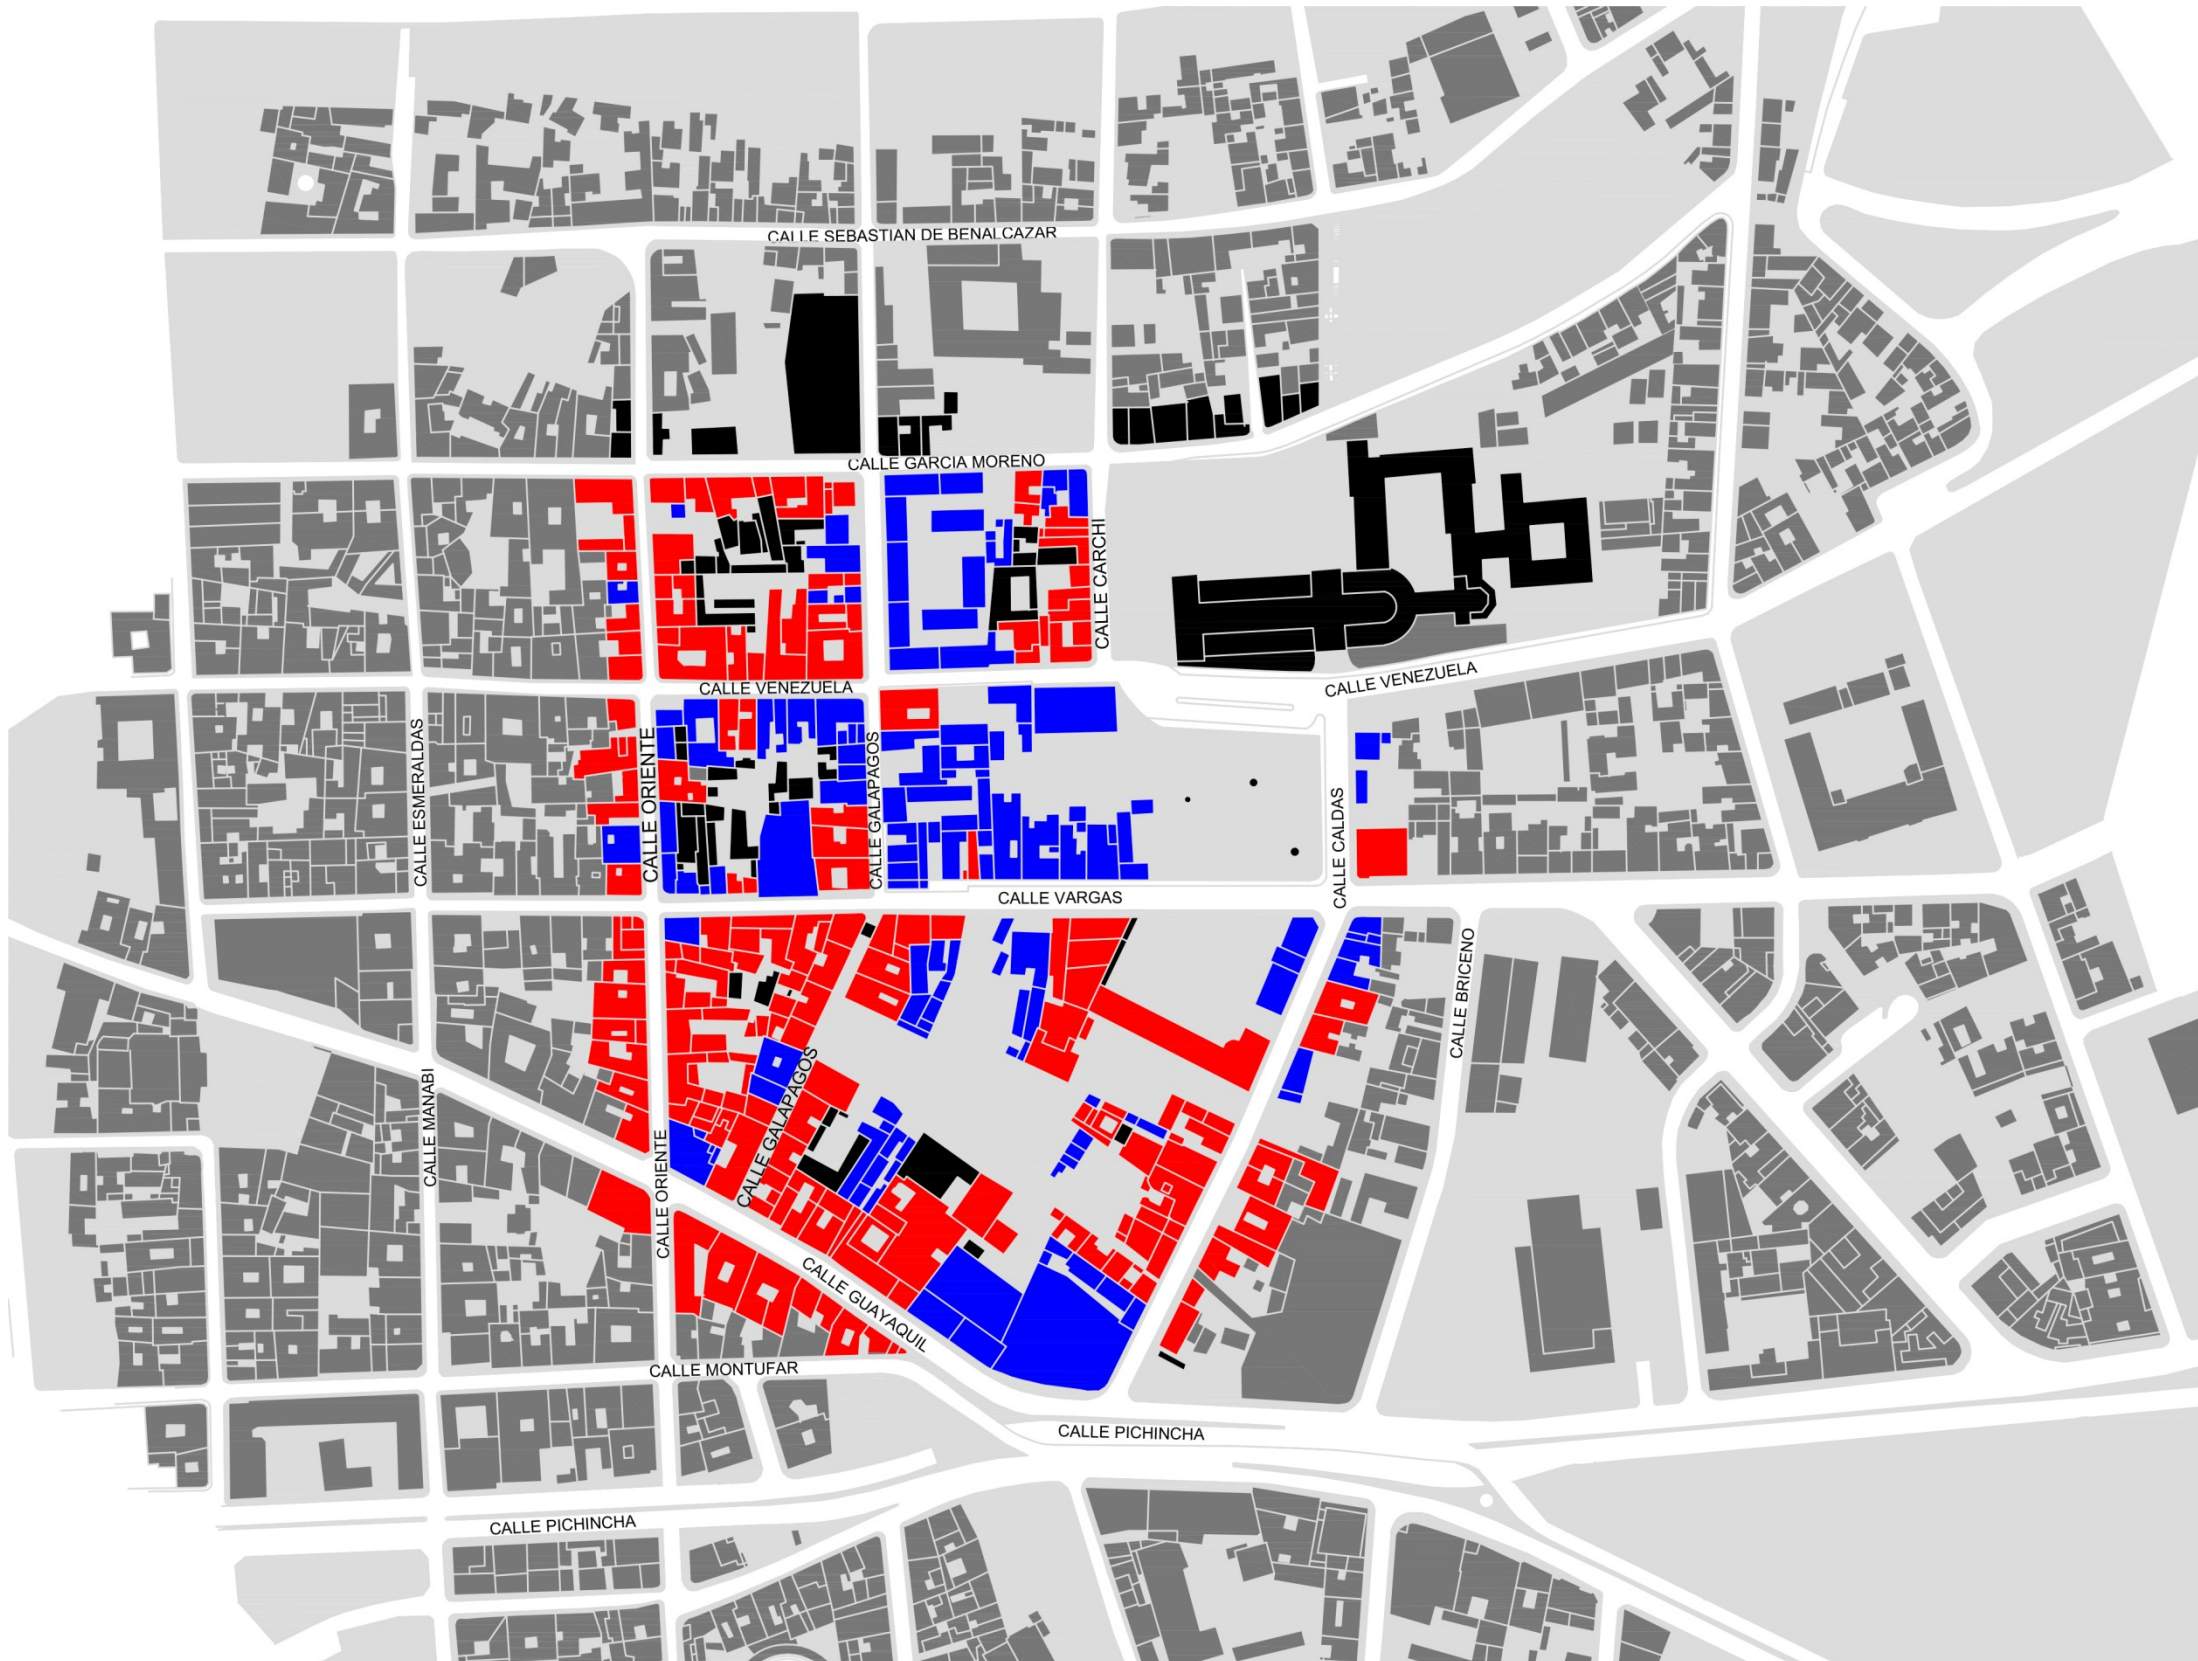 CALLE SEBASTIAN DE BENALCAZAR
CALLE GARCIA MORENO
CALLE CARCHI
CALLE VENEZUELA
CALLE VENEZUELA
CALLE ESMERALDAS
CALLE ORIENTE
CALLE GALAPAGOS
CALLE CALDAS
CALLE VARGAS
CALLE BRICENO
CALLE MANABI
CALLE GALAPAGOS
CALLE ORIENTE
CALLE GUAYAQUIL
CALLE MONTUFAR
CALLE PICHINCHA
CALLE PICHINCHA